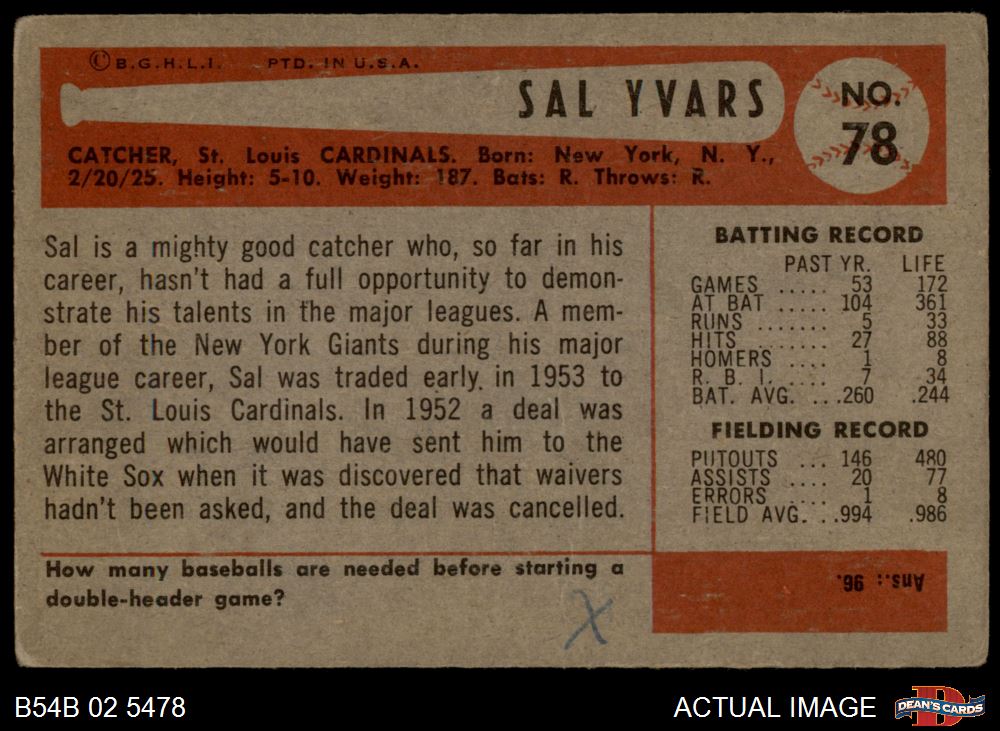 © B.G.H.L.I. PTD. IN U.S.A.
SAL YVARS
NO.
78
CATCHER, St. Louis CARDINALS. Born: New York, N. Y.,
2/20/25. Height: 5-10. Weight: 187. Bats: R. Throws: R.
Sal is a mighty good catcher who, so far in his
career, hasn't had a full opportunity to demon-
strate his talents in the major leagues. A mem-
ber of the New York Giants during his major
league career, Sal was traded early in 1953 to
the St. Louis Cardinals. In 1952 a deal was
arranged which would have sent him to the
White Sox when it was discovered that waivers
hadn't been asked, and the deal was cancelled.
BATTING RECORD
PAST YR. LIFE
GAMES ..... 53 172
AT BAT ..... 104 361
RUNS ....... 5 33
HITS ....... 27 88
HOMERS .... 1 8
R. B. I. .... 7 34
BAT. AVG. ... .260 .244
FIELDING RECORD
PUTOUTS ... 146 480
ASSISTS .... 20 77
ERRORS .... 1 8
FIELD AVG. . .994 .986
How many baseballs are needed before starting a
double-header game?
Ans.: 96.
X
B54B 02 5478
ACTUAL IMAGE
D
DEAN'S CARDS